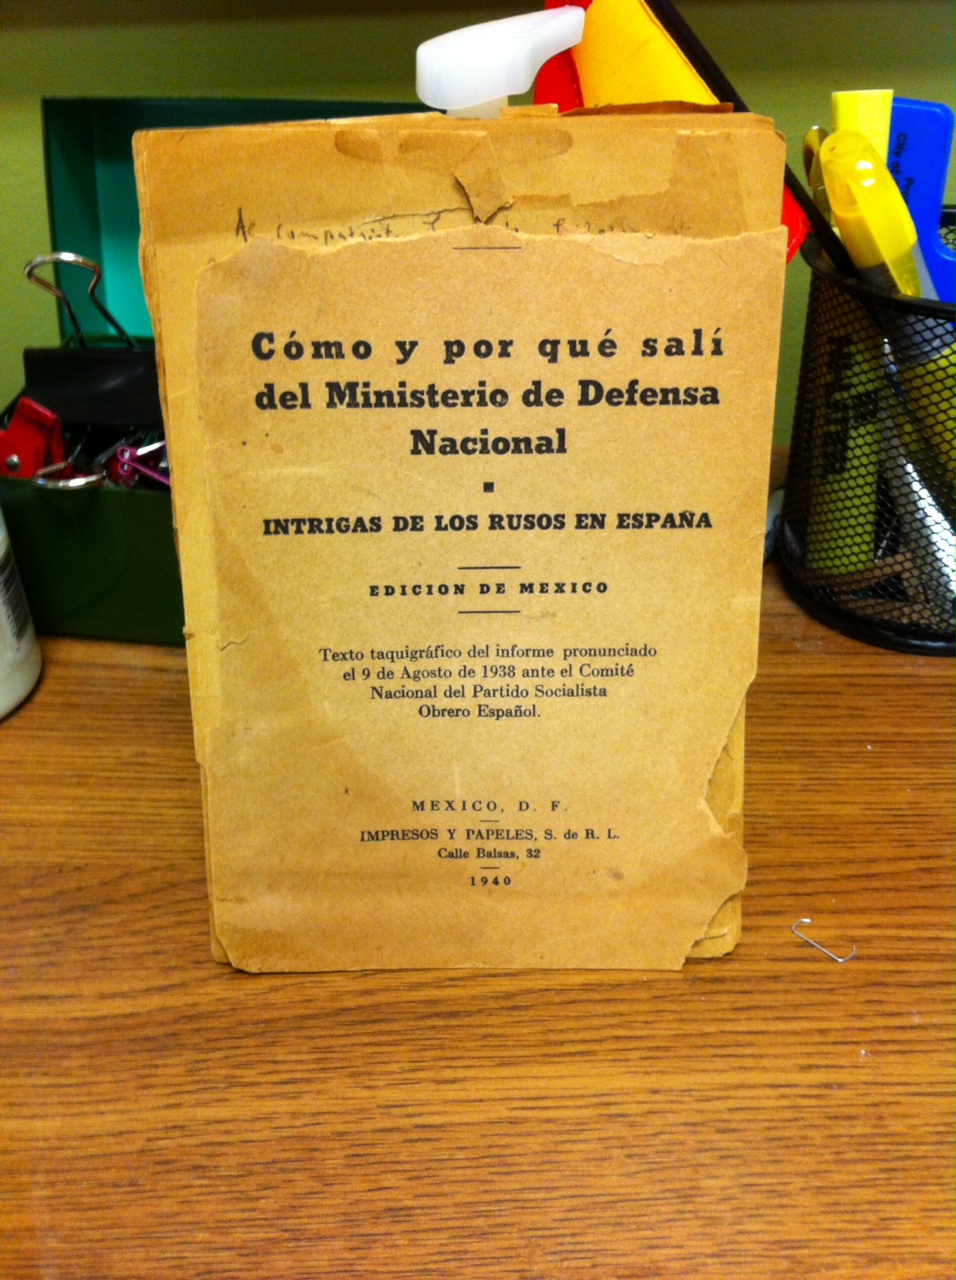 Al
Cómo y por qué salí
del Ministerio de Defensa
Nacional
INTRIGAS DE LOS RUSOS EN ESPAÑA
EDICION DE MEXICO
Texto taquigráfico del informe pronunciado
el 9 de Agosto de 1938 ante el Comité
Nacional del Partido Socialista
Obrero Español.
MEXICO, D. F.
IMPRESOS Y PAPELES, S. de R. L.
Calle Balsas, 32
1940